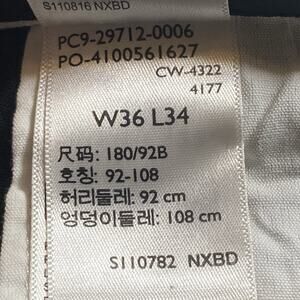 S110816 NXBD
PC9-29712-0006
PO-4100561627
CW-4322
4177
W36 L34
尺码: 180/92B
호칭: 92-108
허리둘레: 92 cm
엉덩이둘레: 108 cm
S110782 NXBD